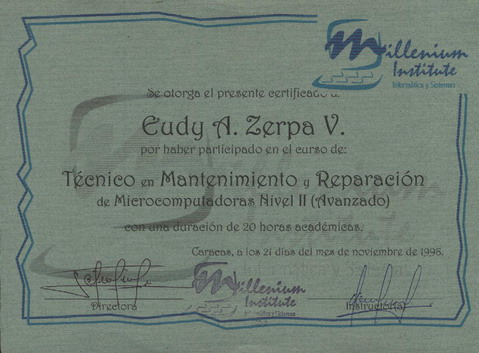 Millenium
Institute
Informática y Sistemas
Se otorga el presente certificado a:
Eudy A. Zerpa V.
por haber participado en el curso de:
Técnico en Mantenimiento y Reparación
de Microcomputadoras Nivel II (Avanzado)
con una duración de 20 horas académicas.
Caracas, a los 21 días del mes de noviembre de 1998.
Millenium
Institute
Informática y Sistemas
Directora
Instructor(a)